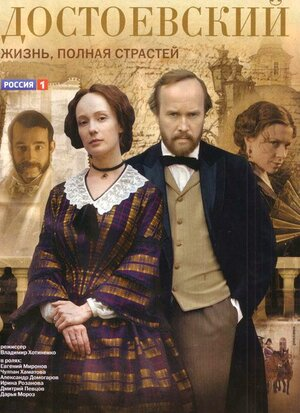 ДОСТОЕВСКИЙ
ЖИЗНЬ, ПОЛНАЯ СТРАСТЕЙ
РОССИЯ 1
режиссер
Владимир Хотиненко
в ролях:
Евгений Миронов
Чулпан Хаматова
Александр Домогаров
Ирина Розанова
Дмитрий Певцов
Дарья Мороз